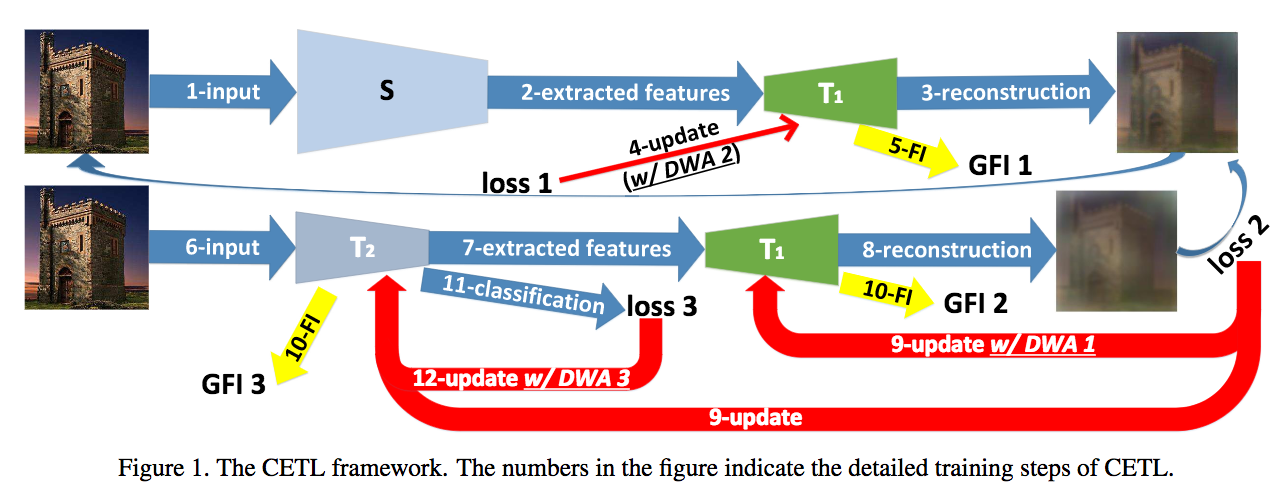 1-input
S
2-extracted features
T1
3-reconstruction
4-update
(w/ DWA 2)
5-FI
GFI 1
loss 1
6-input
T2
7-extracted features
T1
8-reconstruction
loss 2
11-classification
loss 3
10-FI
GFI 2
10-FI
GFI 3
9-update w/ DWA 1
12-update w/ DWA 3
9-update
Figure 1. The CETL framework. The numbers in the figure indicate the detailed training steps of CETL.